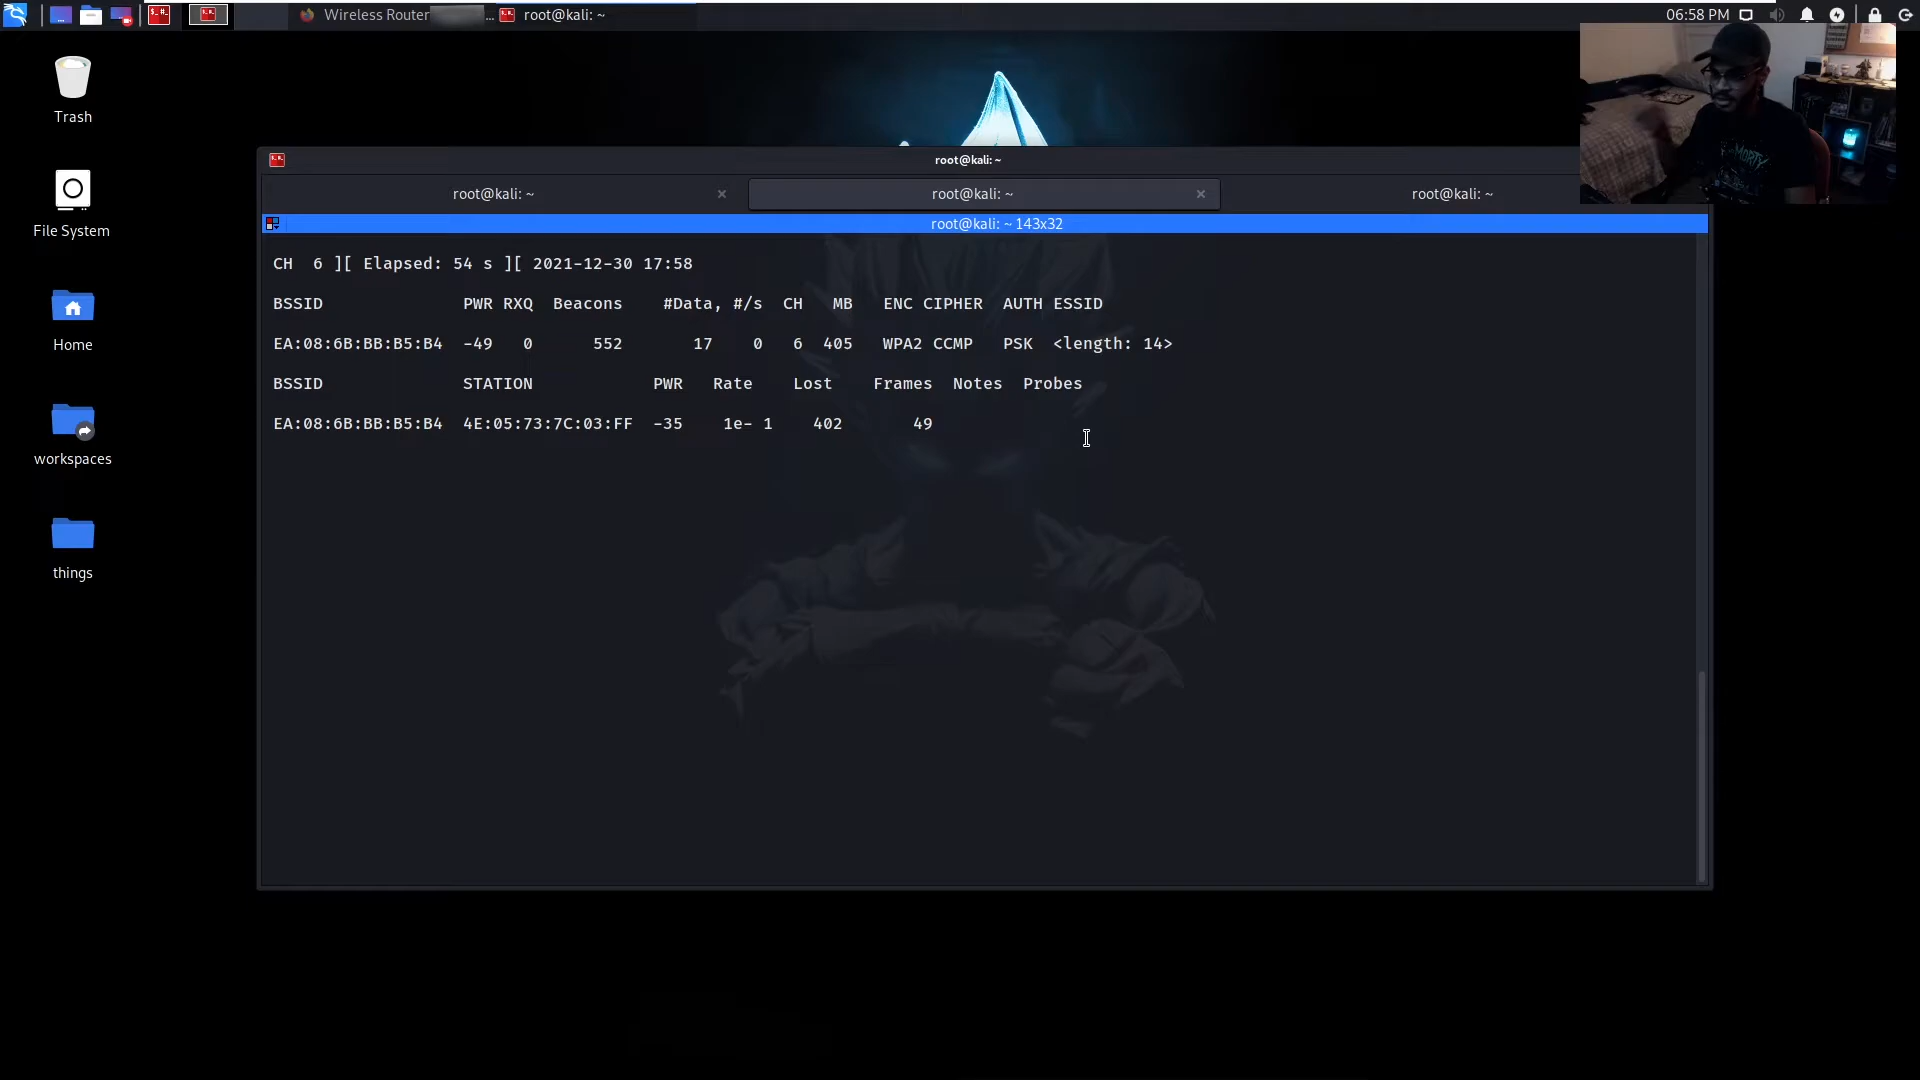 Wireless Router ... root@kali: ~ 06:58 PM
Trash
File System
Home
workspaces
things
root@kali: ~
root@kali: ~ × root@kali: ~ × root@kali: ~
root@kali: ~ 143x32
CH 6 ][ Elapsed: 54 s ][ 2021-12-30 17:58
BSSID PWR RXQ Beacons #Data, #/s CH MB ENC CIPHER AUTH ESSID
EA:08:6B:BB:B5:B4 -49 0 552 17 0 6 405 WPA2 CCMP PSK <length: 14>
BSSID STATION PWR Rate Lost Frames Notes Probes
EA:08:6B:BB:B5:B4 4E:05:73:7C:03:FF -35 1e- 1 402 49